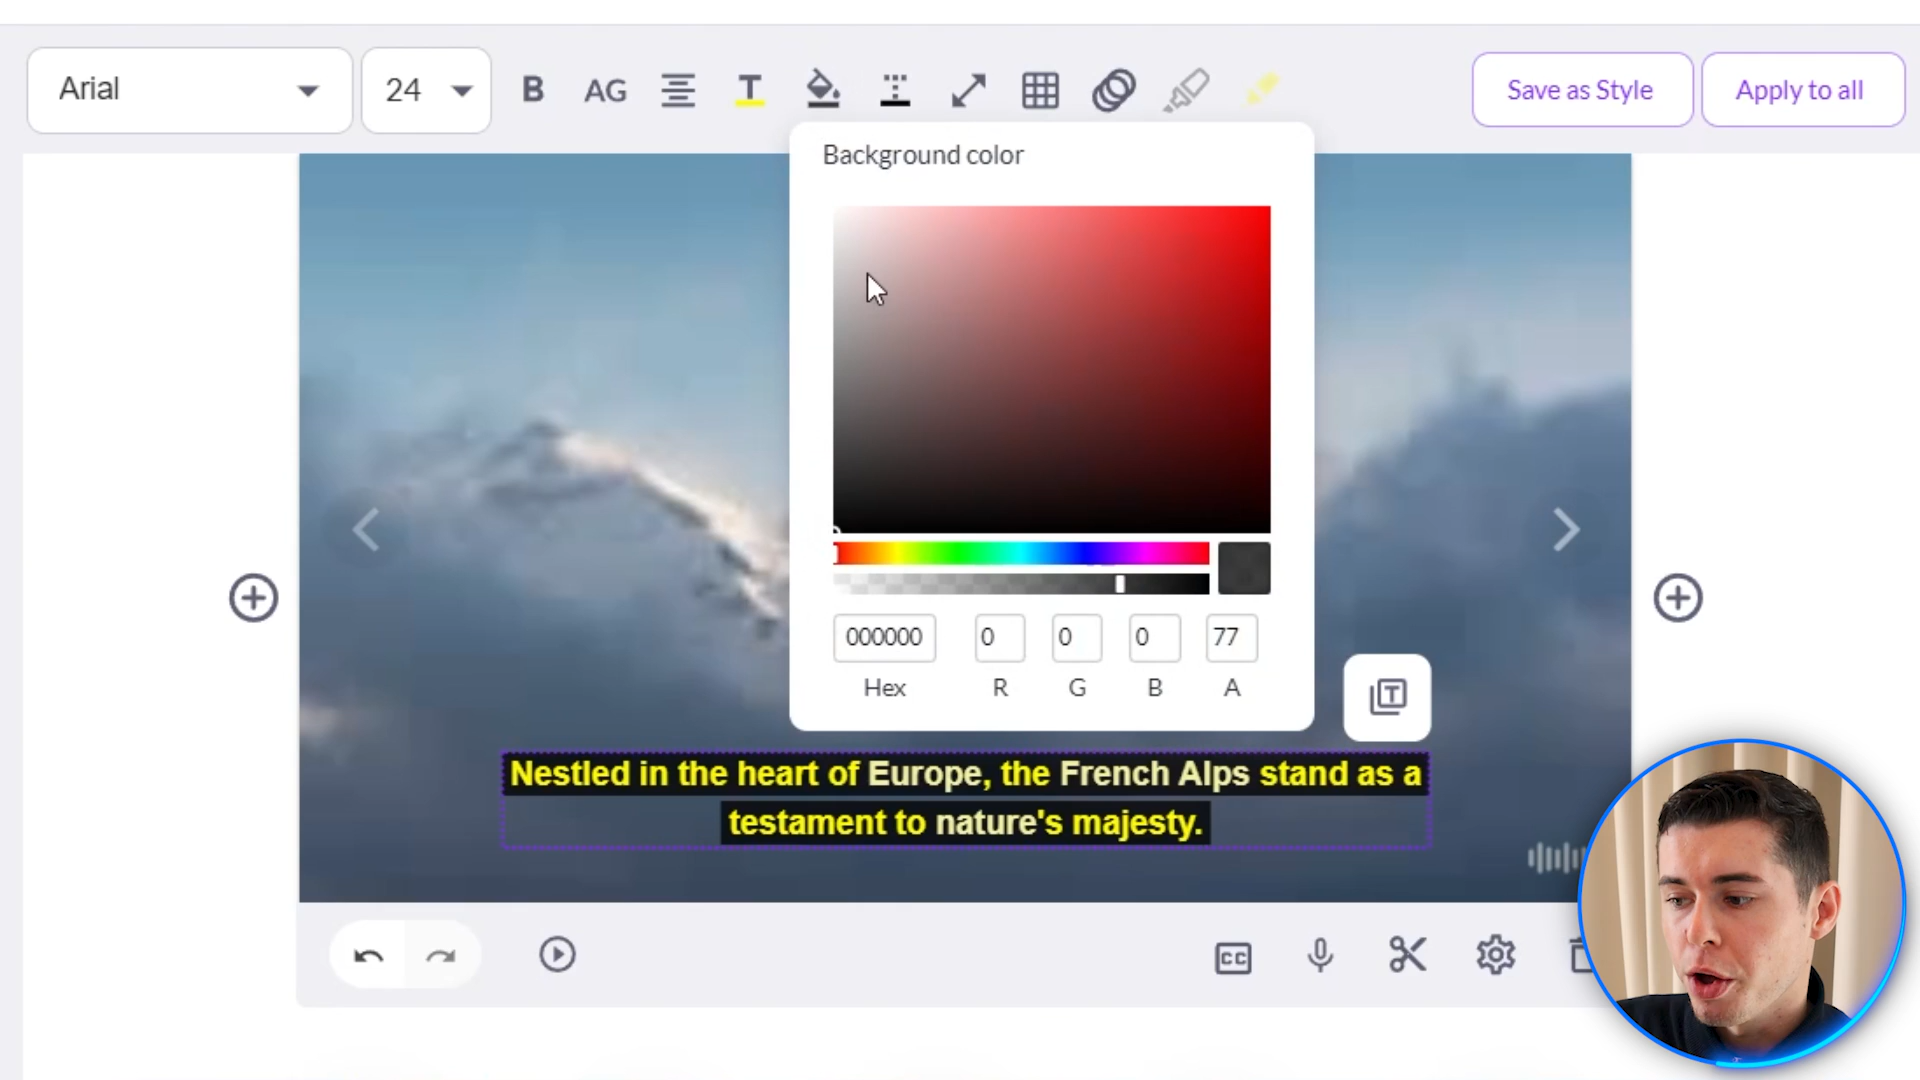 Arial
24
B
AG
T
Save as Style
Apply to all
Background color
000000
0
0
0
77
Hex
R
G
B
A
T
Nestled in the heart of Europe, the French Alps stand as a
testament to nature's majesty.
CC